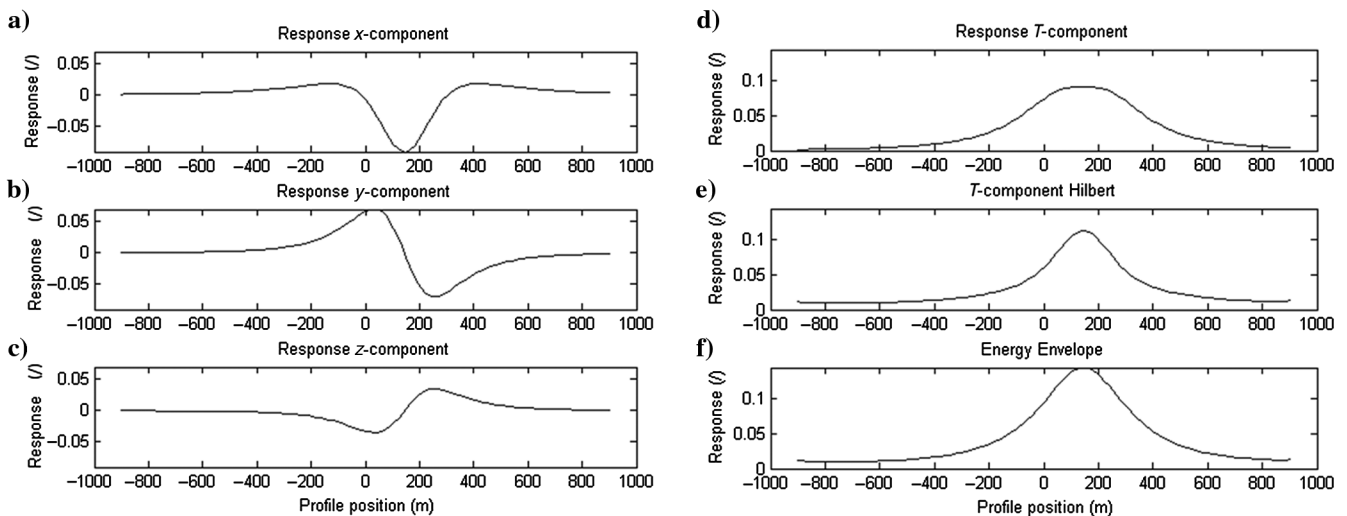 a)
Response x-component
Response (/)
0.05
0
−0.05
−1000 −800 −600 −400 −200 0 200 400 600 800 1000
b)
Response y-component
Response (/)
0.05
0
−0.05
−1000 −800 −600 −400 −200 0 200 400 600 800 1000
c)
Response z-component
Response (/)
0.05
0
−0.05
−1000 −800 −600 −400 −200 0 200 400 600 800 1000
Profile position (m)
d)
Response T-component
Response (/)
0.1
0.05
0
−1000 −800 −600 −400 −200 0 200 400 600 800 1000
e)
T-component Hilbert
Response (/)
0.1
0.05
0
−1000 −800 −600 −400 −200 0 200 400 600 800 1000
f)
Energy Envelope
Response (/)
0.1
0.05
0
−1000 −800 −600 −400 −200 0 200 400 600 800 1000
Profile position (m)